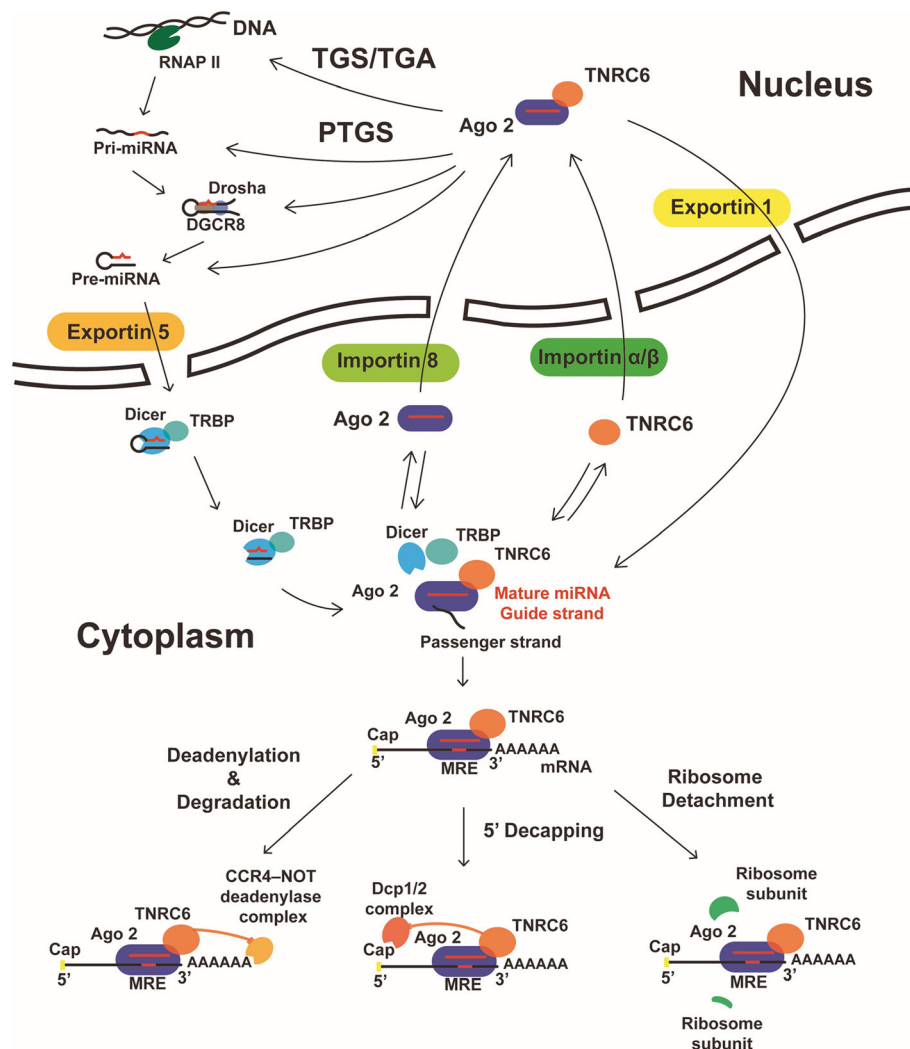 DNA
RNAP II
TGS/TGA
TNRC6
Nucleus
Ago 2
PTGS
Pri-miRNA
Drosha
DGCR8
Exportin 1
Pre-miRNA
Exportin 5
Importin 8
Importin α/β
Dicer
TRBP
Ago 2
TNRC6
Dicer
TRBP
Dicer
TRBP
TNRC6
Ago 2
Mature miRNA
Guide strand
Cytoplasm
Passenger strand
Ago 2
TNRC6
Cap
AAAAAA
5’
MRE
3’
mRNA
Deadenylation
&
Degradation
Ribosome
Detachment
5’ Decapping
CCR4–NOT
deadenylase
complex
TNRC6
Ago 2
Cap
AAAAAA
5’
MRE
3’
Dcp1/2
complex
TNRC6
Ago 2
Cap
AAAAAA
5’
MRE
3’
Ribosome
subunit
Ago 2
TNRC6
Cap
AAAAAA
5’
MRE
3’
Ribosome
subunit